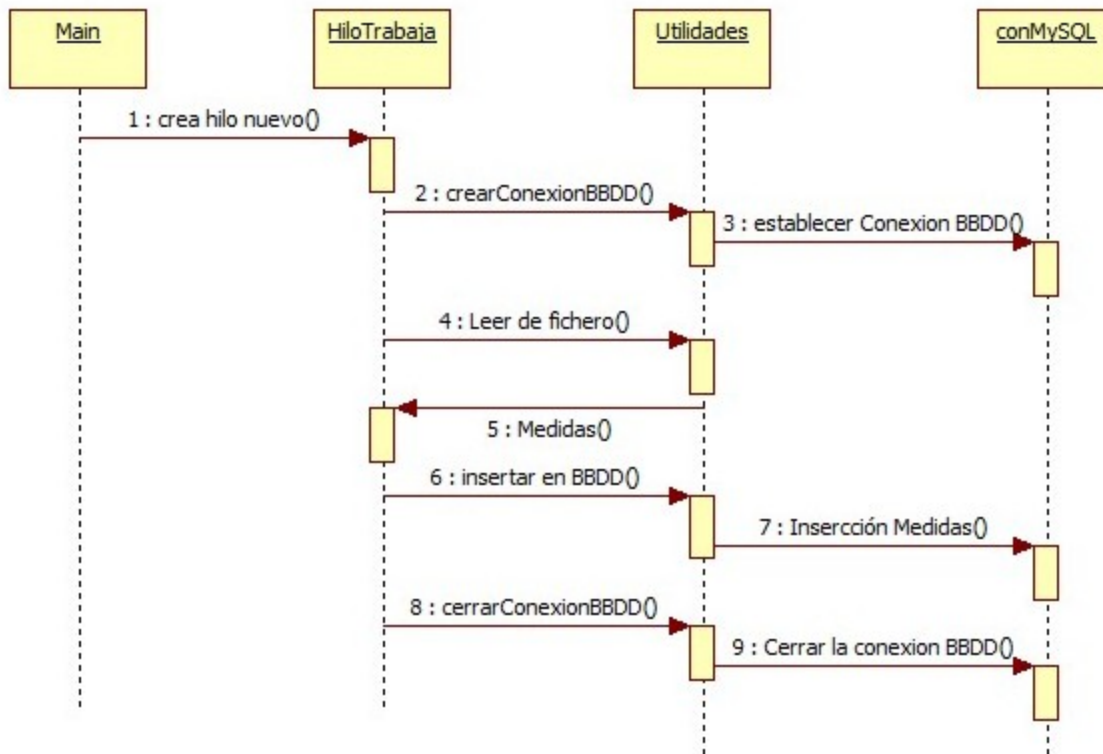 Main
HiloTrabaja
Utilidades
conMySQL
1 : crea hilo nuevo()
2 : crearConexionBBDD()
3 : establecer Conexion BBDD()
4 : Leer de fichero()
5 : Medidas()
6 : insertar en BBDD()
7 : Insercción Medidas()
8 : cerrarConexionBBDD()
9 : Cerrar la conexion BBDD()